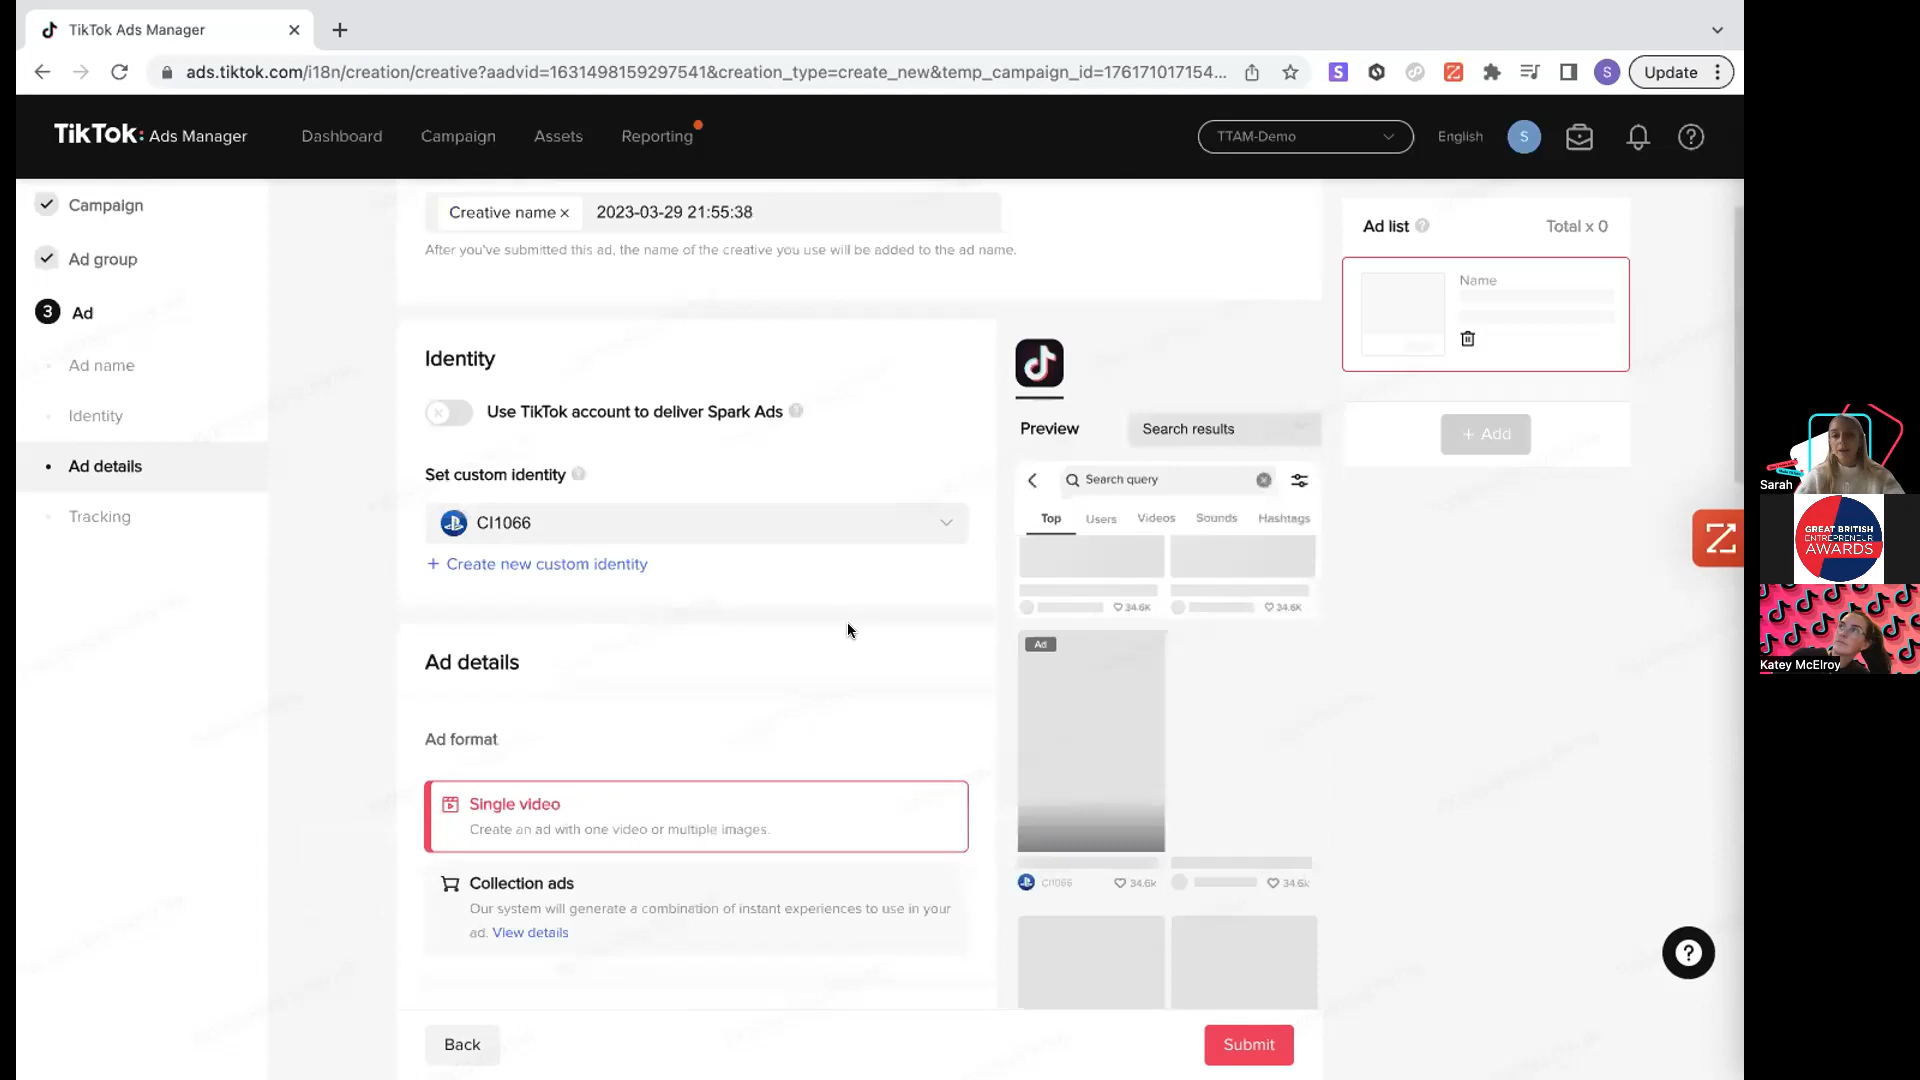 TikTok Ads Manager
ads.tiktok.com/i18n/creation/creative?aadvid=1631498159297541&creation_type=create_new&temp_campaign_id=176171017154...
S
Update
TikTok: Ads Manager
Dashboard
Campaign
Assets
Reporting
TTAM-Demo
English
S
Campaign
Ad group
3
Ad
Ad name
Identity
Ad details
Tracking
Creative name ×
2023-03-29 21:55:38
After you've submitted this ad, the name of the creative you use will be added to the ad name.
Identity
Use TikTok account to deliver Spark Ads
Set custom identity
CI1066
+ Create new custom identity
Ad details
Ad format
Single video
Create an ad with one video or multiple images.
Collection ads
Our system will generate a combination of instant experiences to use in your
ad. View details
Back
Submit
Preview
Search results
Search query
Top
Users
Videos
Sounds
Hashtags
34.6K
34.6K
Ad
CI1066
34.6k
34.6k
Ad list
Total x 0
Name
+ Add
Sarah
GREAT BRITISH
ENTREPRENEUR
AWARDS
Katey McElroy